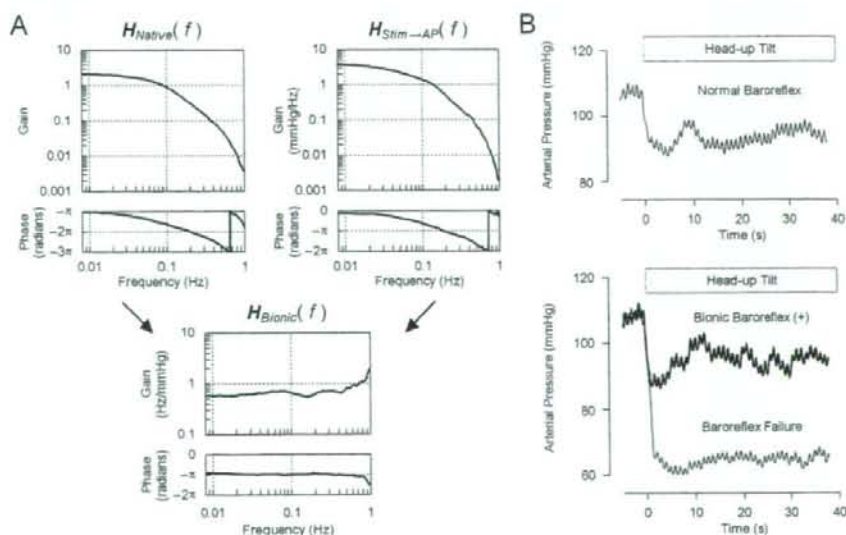 A
H Native( f )
H Stim→AP( f )
10
1
0.1
0.01
0.001
Gain
−π
−2π
−3π
Phase
(radians)
0.01 0.1 1
Frequency (Hz)
10
1
0.1
0.01
0.001
Gain
(mmHg/Hz)
0
−π
−2π
Phase
(radians)
0.01 0.1 1
Frequency (Hz)
H Bionic( f )
10
1
0.1
Gain
(Hz/mmHg)
0
−π
−2π
Phase
(radians)
0.01 0.1 1
Frequency (Hz)
B
120
100
80
Arterial Pressure (mmHg)
Head-up Tilt
Normal Baroreflex
0 10 20 30 40
Time (s)
120
100
80
60
Arterial Pressure (mmHg)
Head-up Tilt
Bionic Baroreflex (+)
Baroreflex Failure
0 10 20 30 40
Time (s)